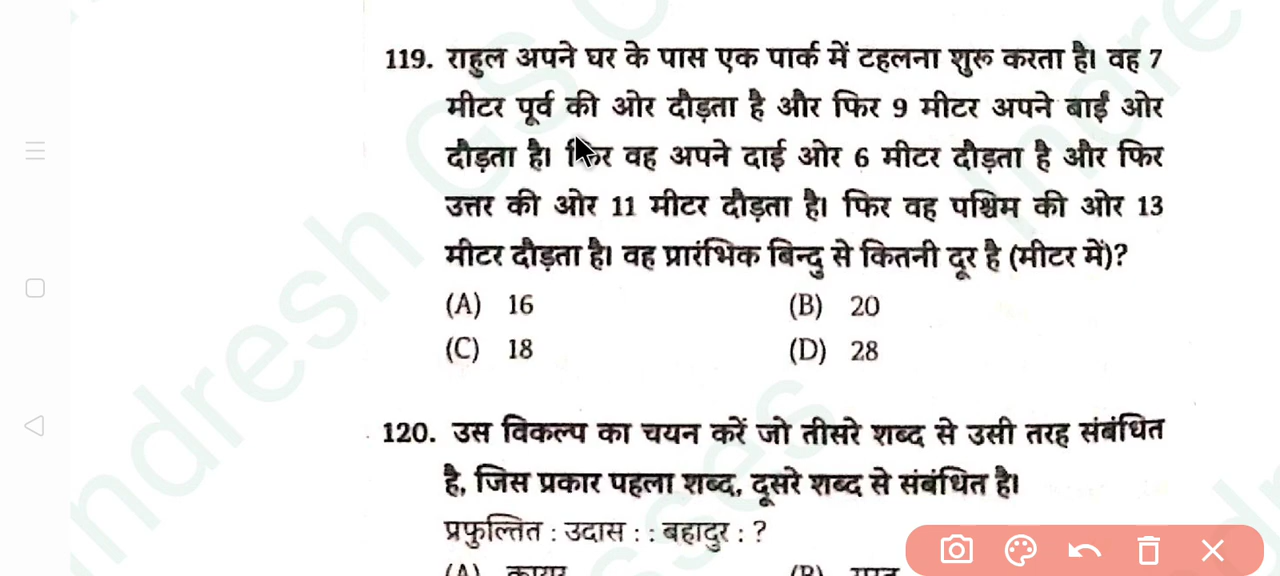 119. राहुल अपने घर के पास एक पार्क में टहलना शुरू करता है। वह 7
मीटर पूर्व की ओर दौड़ता है और फिर 9 मीटर अपने बाईं ओर
दौड़ता है। फिर वह अपने दाई ओर 6 मीटर दौड़ता है और फिर
उत्तर की ओर 11 मीटर दौड़ता है। फिर वह पश्चिम की ओर 13
मीटर दौड़ता है। वह प्रारंभिक बिन्दु से कितनी दूर है (मीटर में)?
(A) 16 (B) 20
(C) 18 (D) 28
120. उस विकल्प का चयन करें जो तीसरे शब्द से उसी तरह संबंधित
है, जिस प्रकार पहला शब्द, दूसरे शब्द से संबंधित है।
प्रफुल्लित : उदास : : बहादुर : ?
(A) कायर (B)